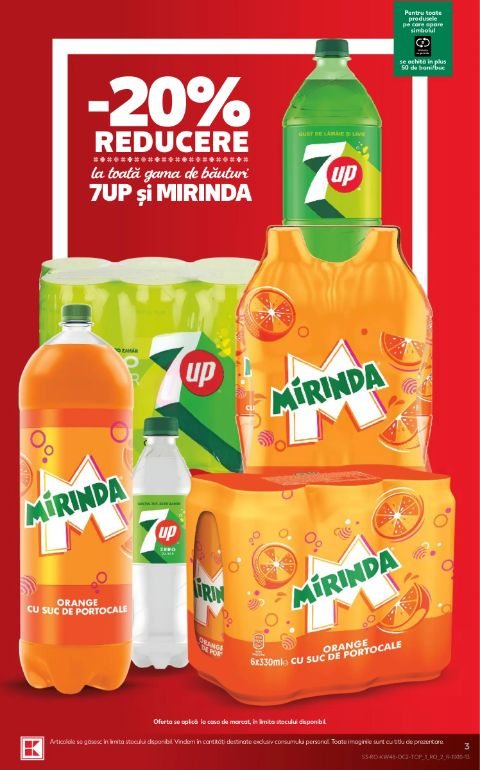 Pentru toate
produsele
pe care apare
simbolul
se achită în plus
50 de bani/buc
-20%
REDUCERE
la toată gama de băuturi
7UP și MIRINDA
GUST DE LĂMÂIE ȘI LIME
7UP
7UP
MIRINDA
MIRINDA
ORANGE
CU SUC DE PORTOCALE
7UP
ZERO
ZAHĂR
MIRINDA
MIRINDA
ORANGE
CU SUC DE PORTOCALE
6x330ml
Oferta se aplică la casa de marcat, în limita stocului disponibil.
Articolele se găsesc în limita stocului disponibil. Vindem în cantități destinate exclusiv consumului personal. Toate imaginile sunt cu titlu de prezentare.
3